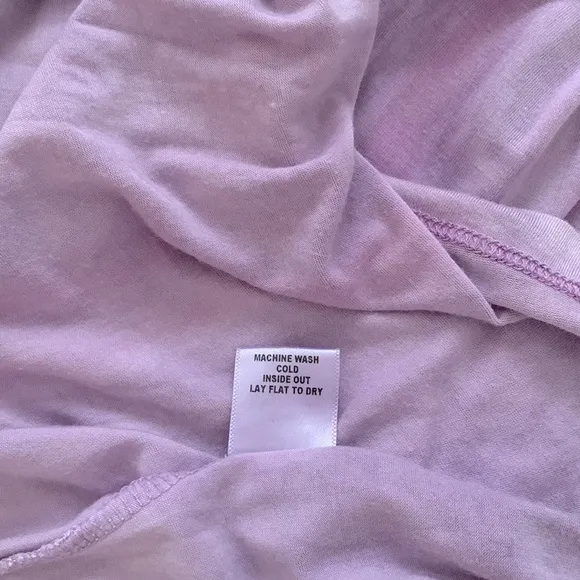 MACHINE WASH
COLD
INSIDE OUT
LAY FLAT TO DRY